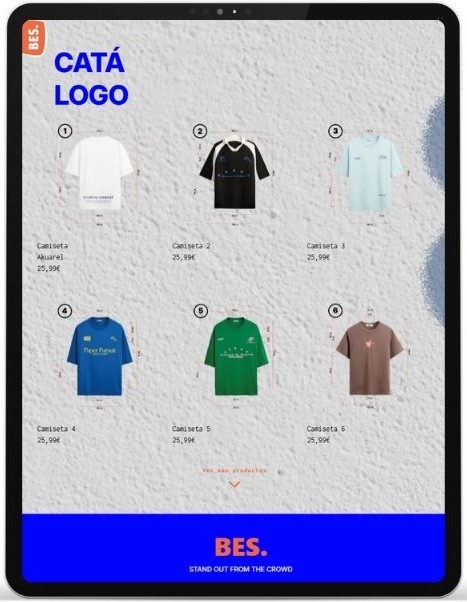 BES.
CATÁ
LOGO
1
2
3
Camiseta
Akuarel
25,99€
Camiseta 2
25,99€
Camiseta 3
25,99€
4
5
6
Paper Pursuit
Camiseta 4
25,99€
Camiseta 5
25,99€
Camiseta 6
25,99€
Ver más productos
BES.
STAND OUT FROM THE CROWD